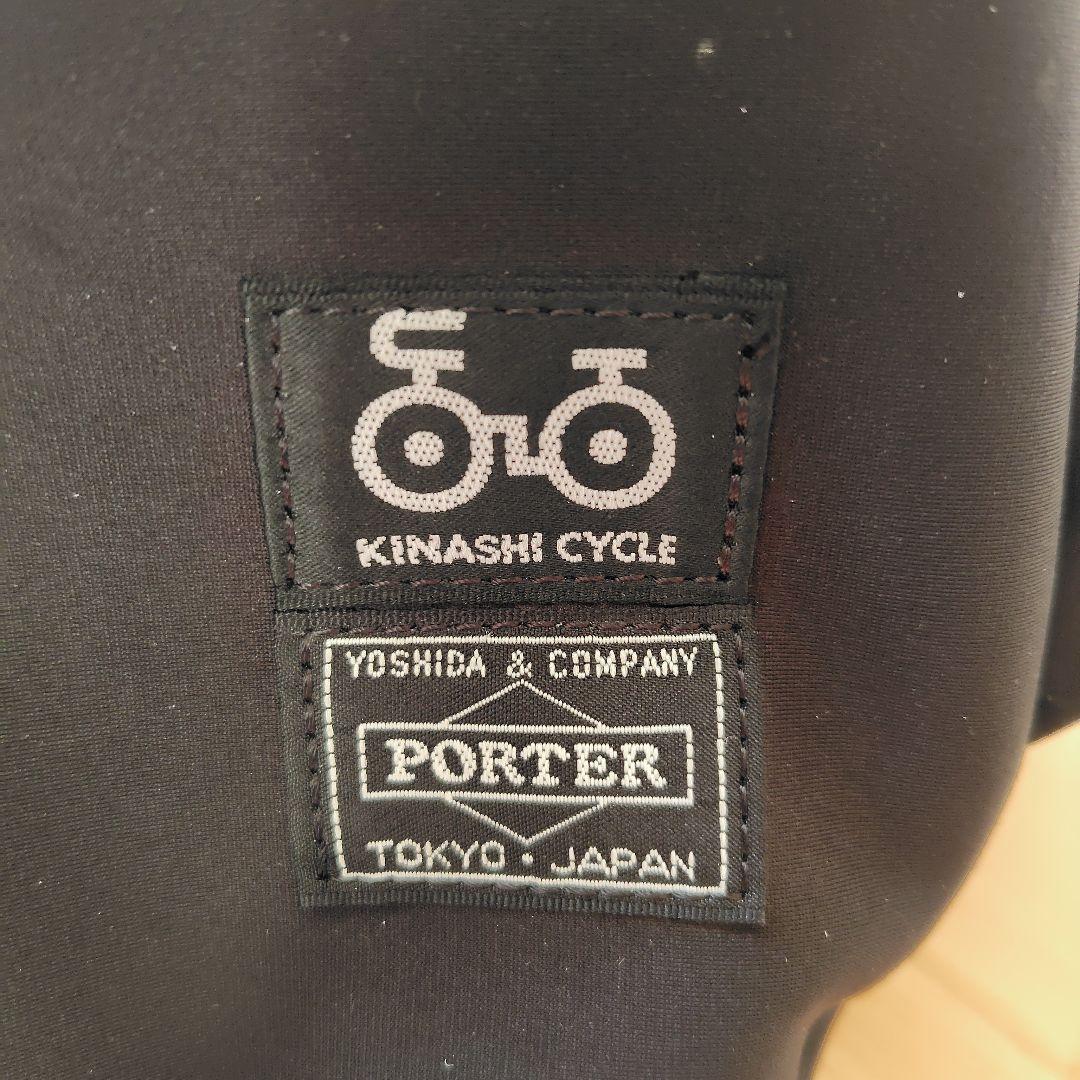 KINASHI CYCLE
YOSHIDA & COMPANY
PORTER
TOKYO・JAPAN